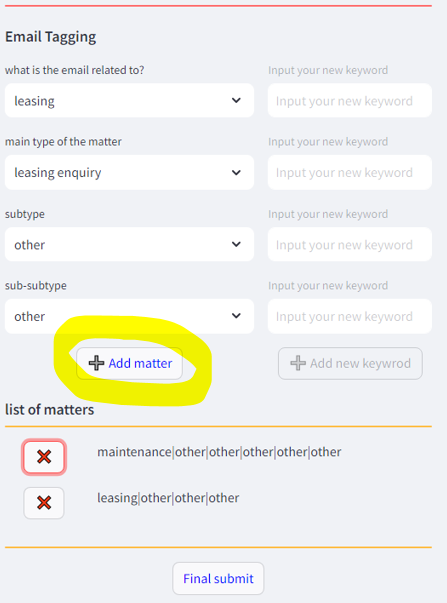 Email Tagging
what is the email related to? Input your new keyword
leasing Input your new keyword
main type of the matter Input your new keyword
leasing enquiry Input your new keyword
subtype Input your new keyword
other Input your new keyword
sub-subtype Input your new keyword
other Input your new keyword
Add matter Add new keywrod
list of matters
maintenance|other|other|other|other|other
leasing|other|other|other
Final submit